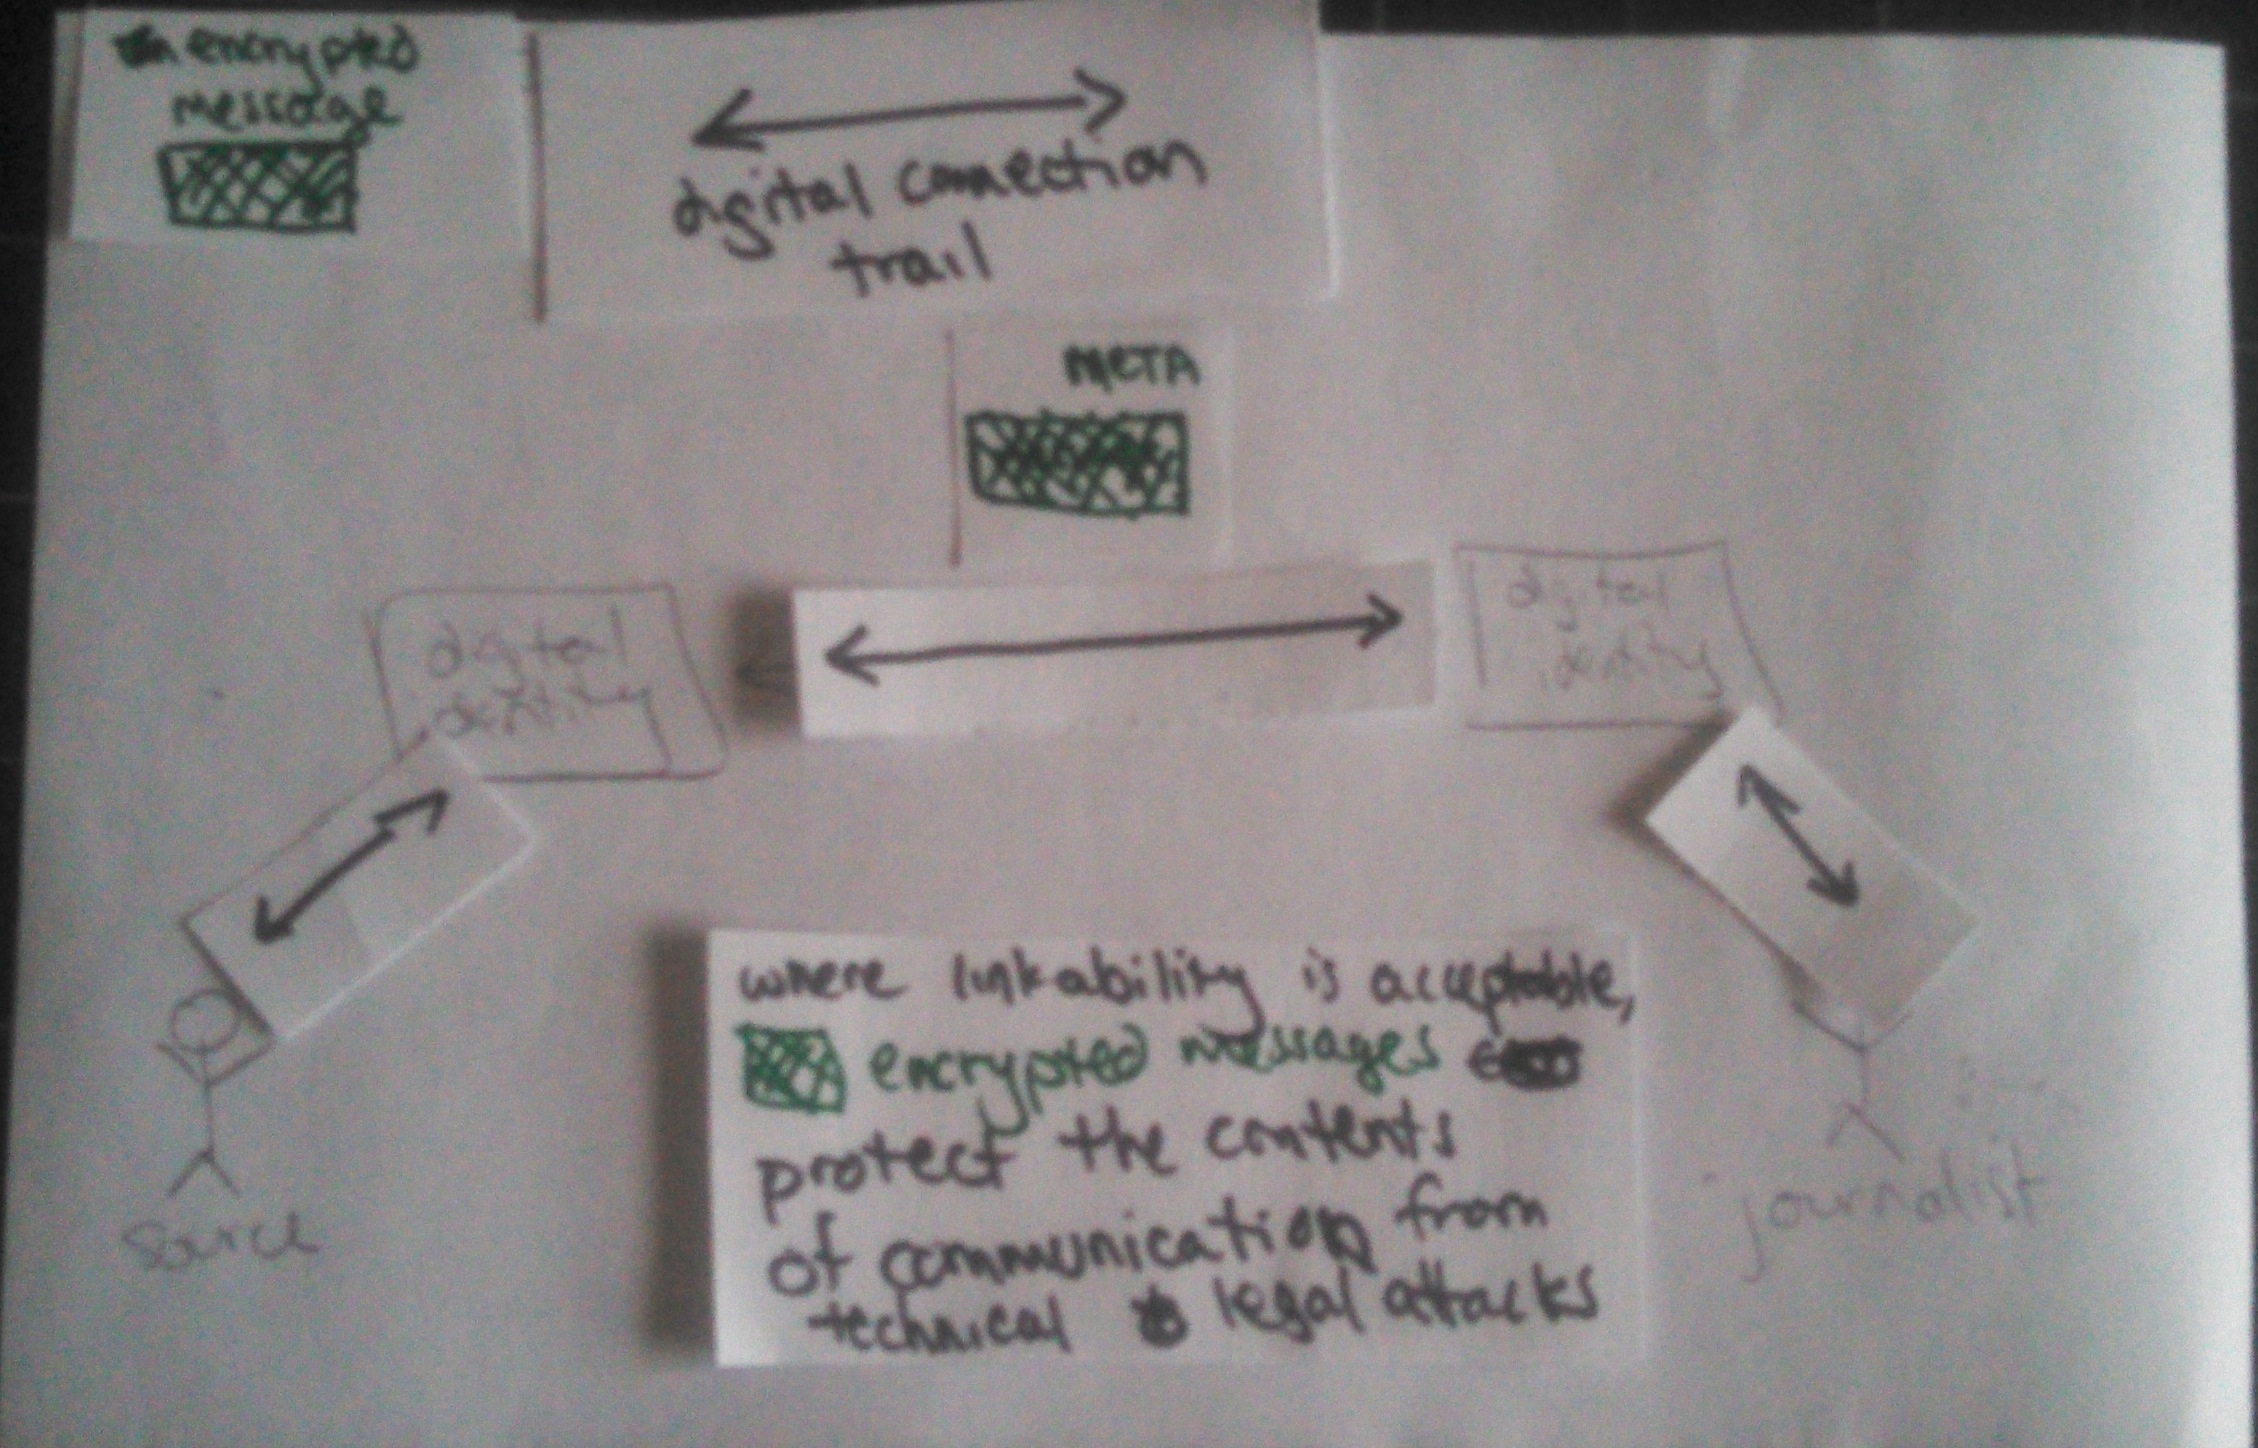 encrypted
message
digital connection
trail
META
digital
identity
digital
identity
where linkability is acceptable,
encrypted messages
protect the contents
of communication from
technical & legal attacks
source
journalist